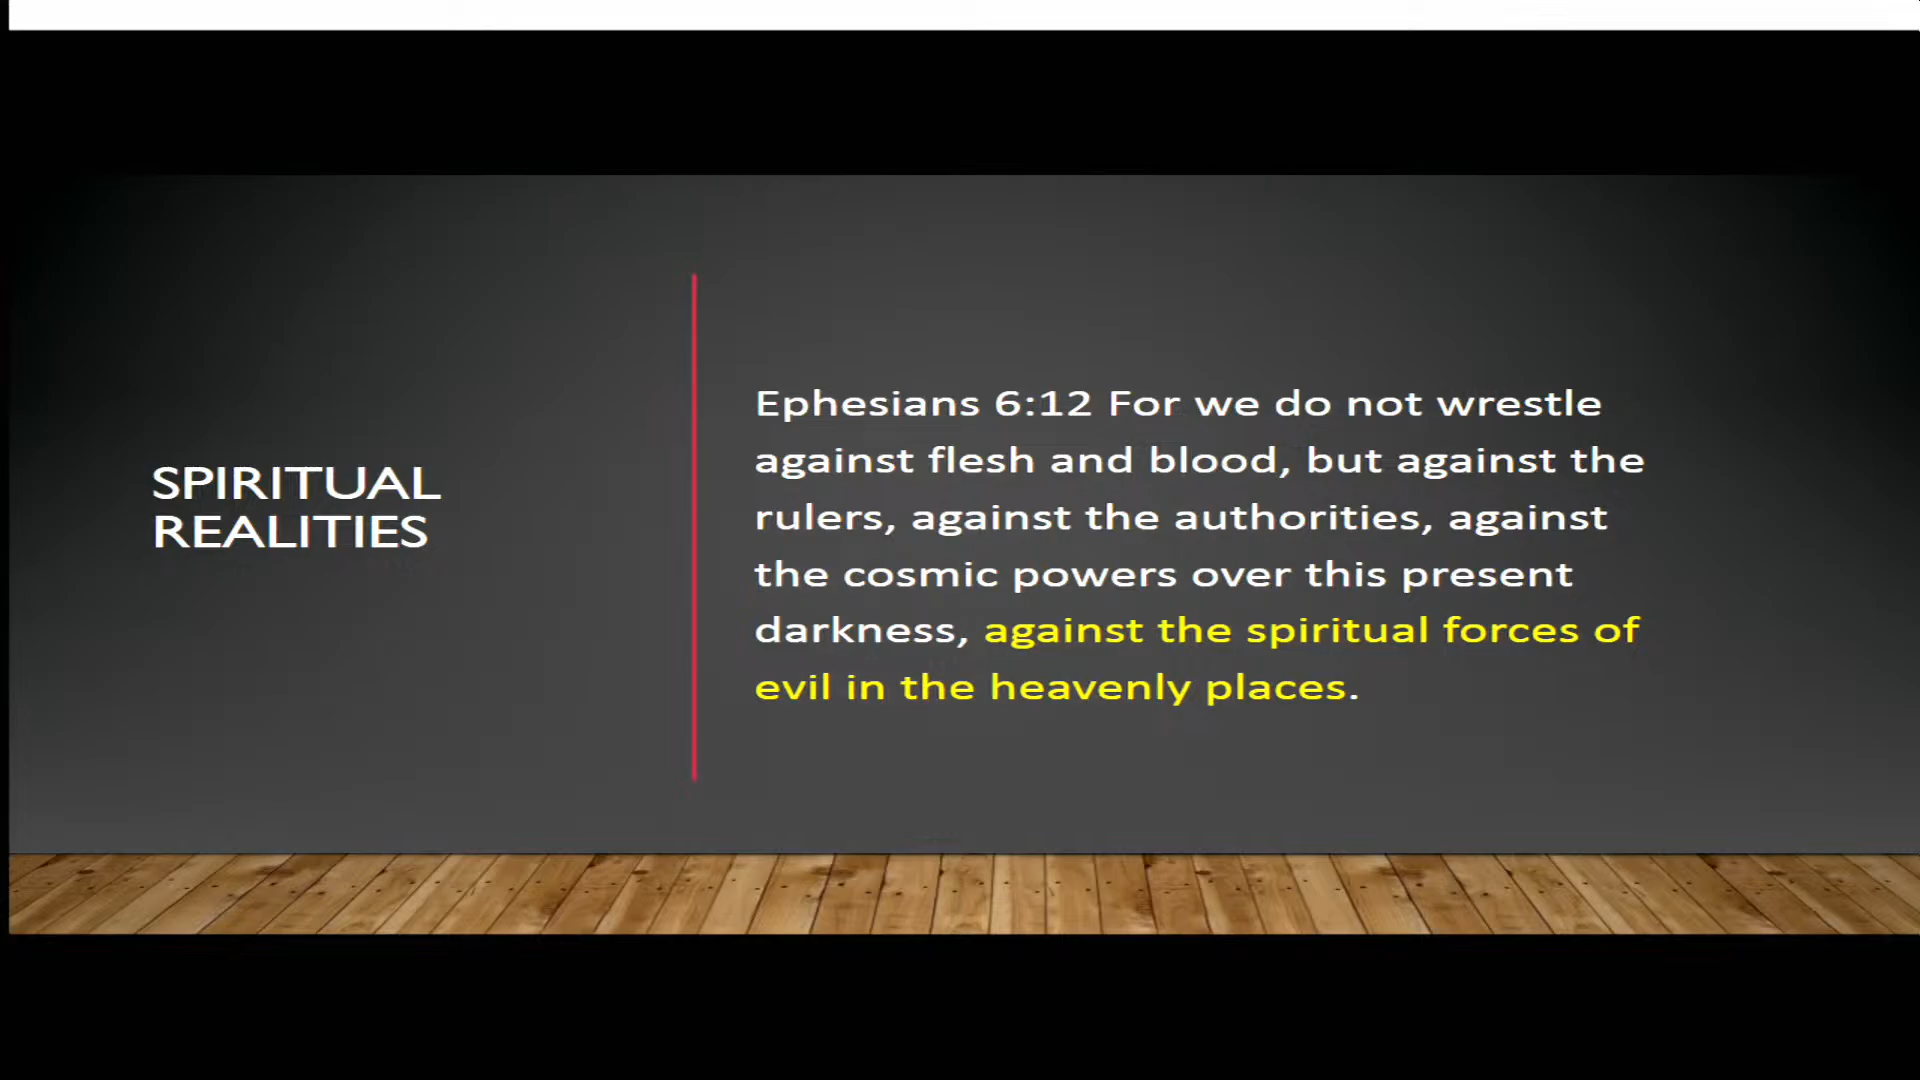 SPIRITUAL
REALITIES
Ephesians 6:12 For we do not wrestle
against flesh and blood, but against the
rulers, against the authorities, against
the cosmic powers over this present
darkness, against the spiritual forces of
evil in the heavenly places.